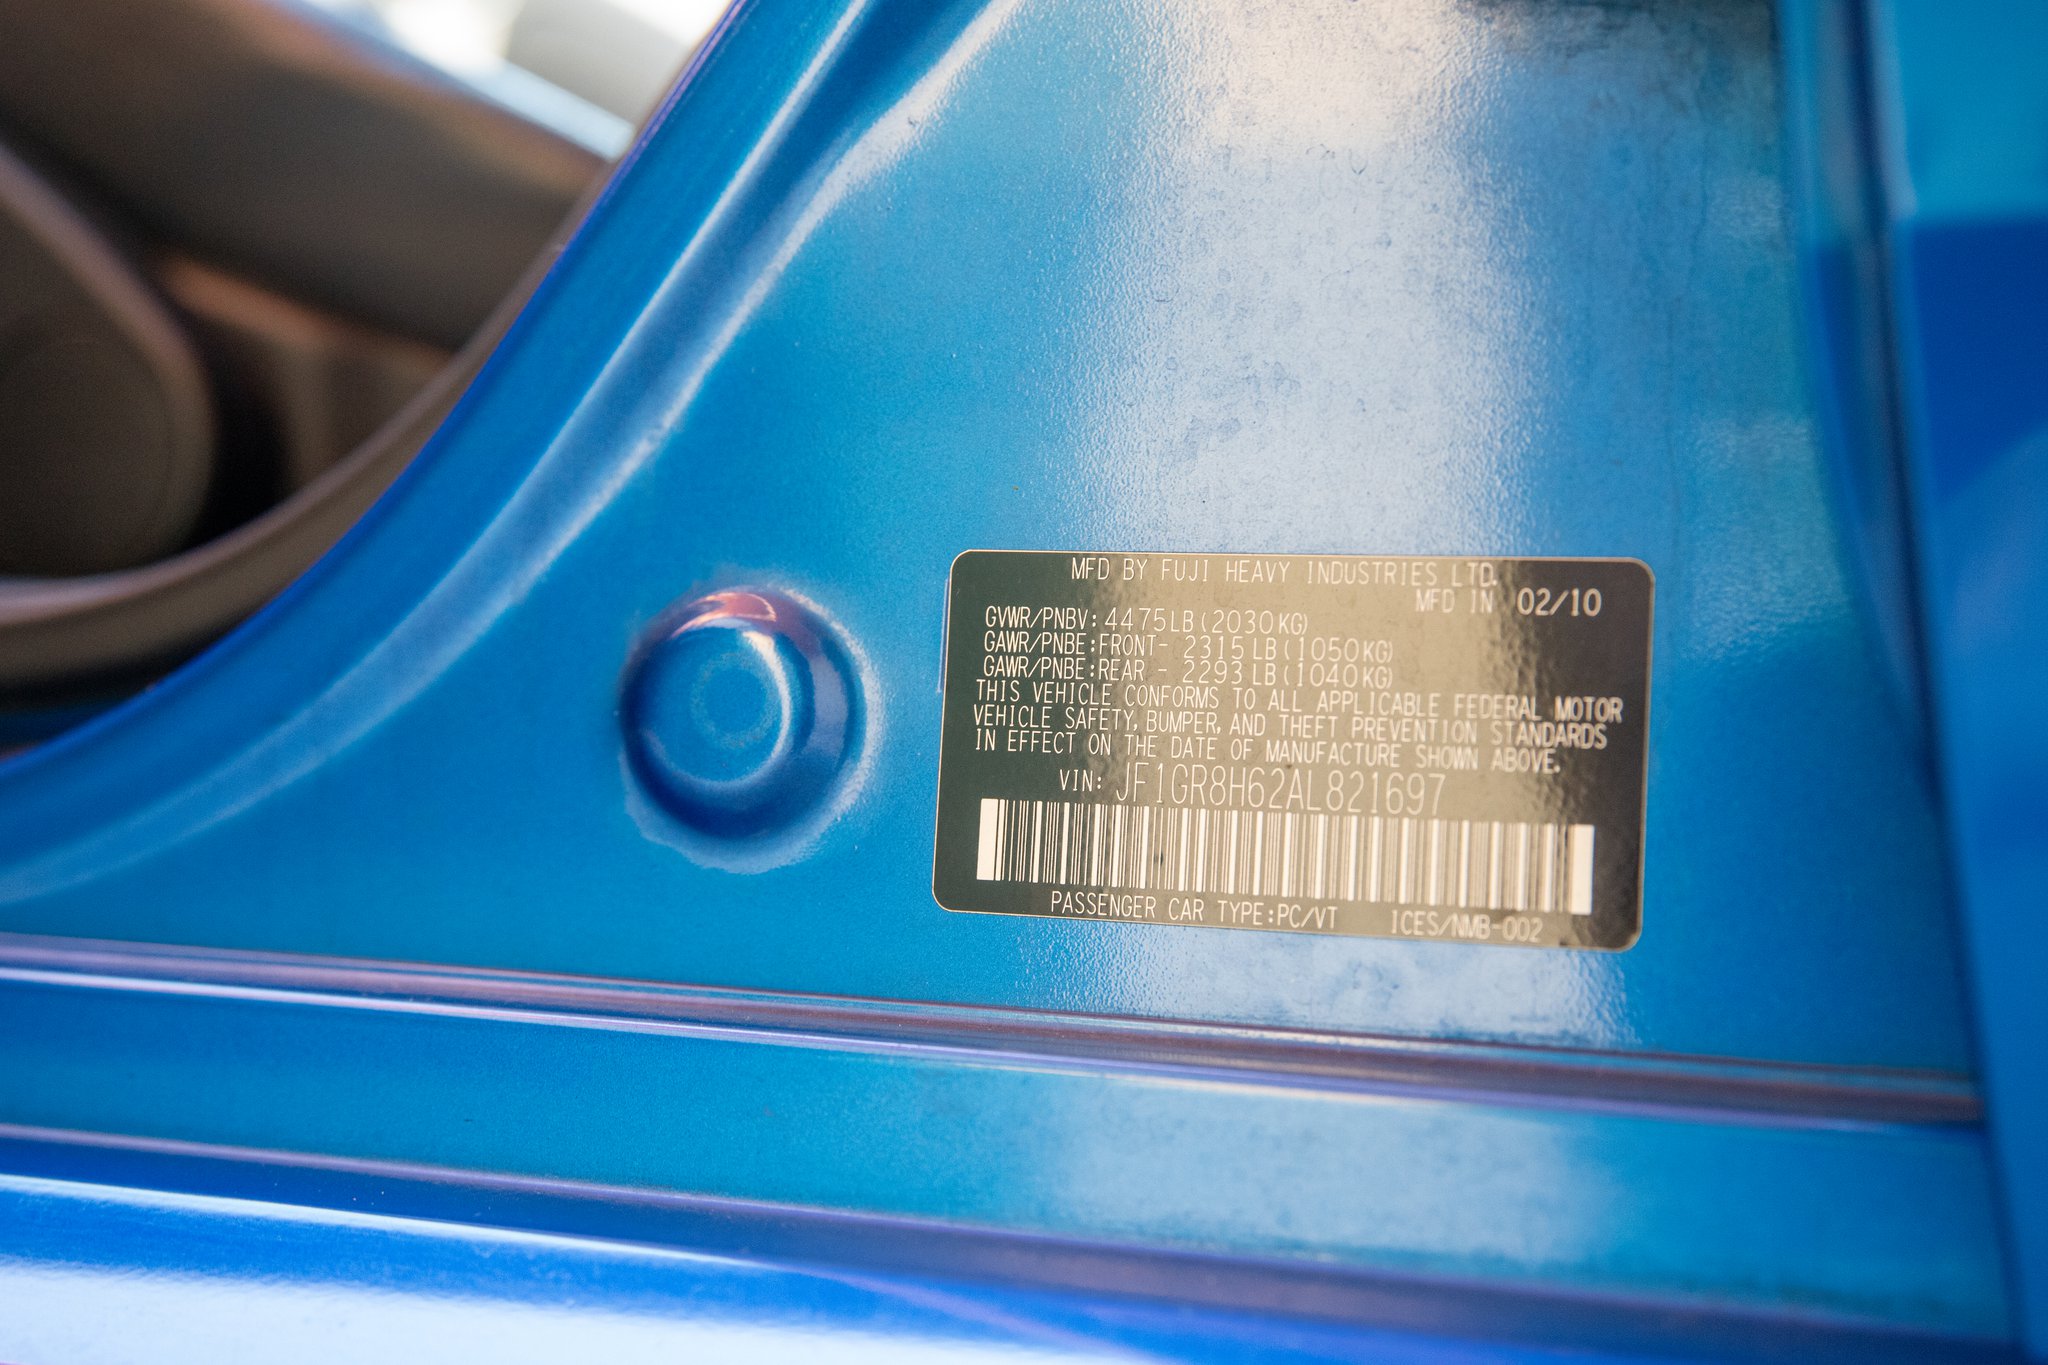 MFD BY FUJI HEAVY INDUSTRIES LTD.
MFD IN 02/10
GVWR/PNBV: 4475LB(2030KG)
GAWR/PNBE:FRONT- 2315LB(1050KG)
GAWR/PNBE:REAR - 2293LB(1040KG)
THIS VEHICLE CONFORMS TO ALL APPLICABLE FEDERAL MOTOR
VEHICLE SAFETY, BUMPER, AND THEFT PREVENTION STANDARDS
IN EFFECT ON THE DATE OF MANUFACTURE SHOWN ABOVE.
VIN: JF1GR8H62AL821697
PASSENGER CAR TYPE:PC/VT ICES/NMB-002